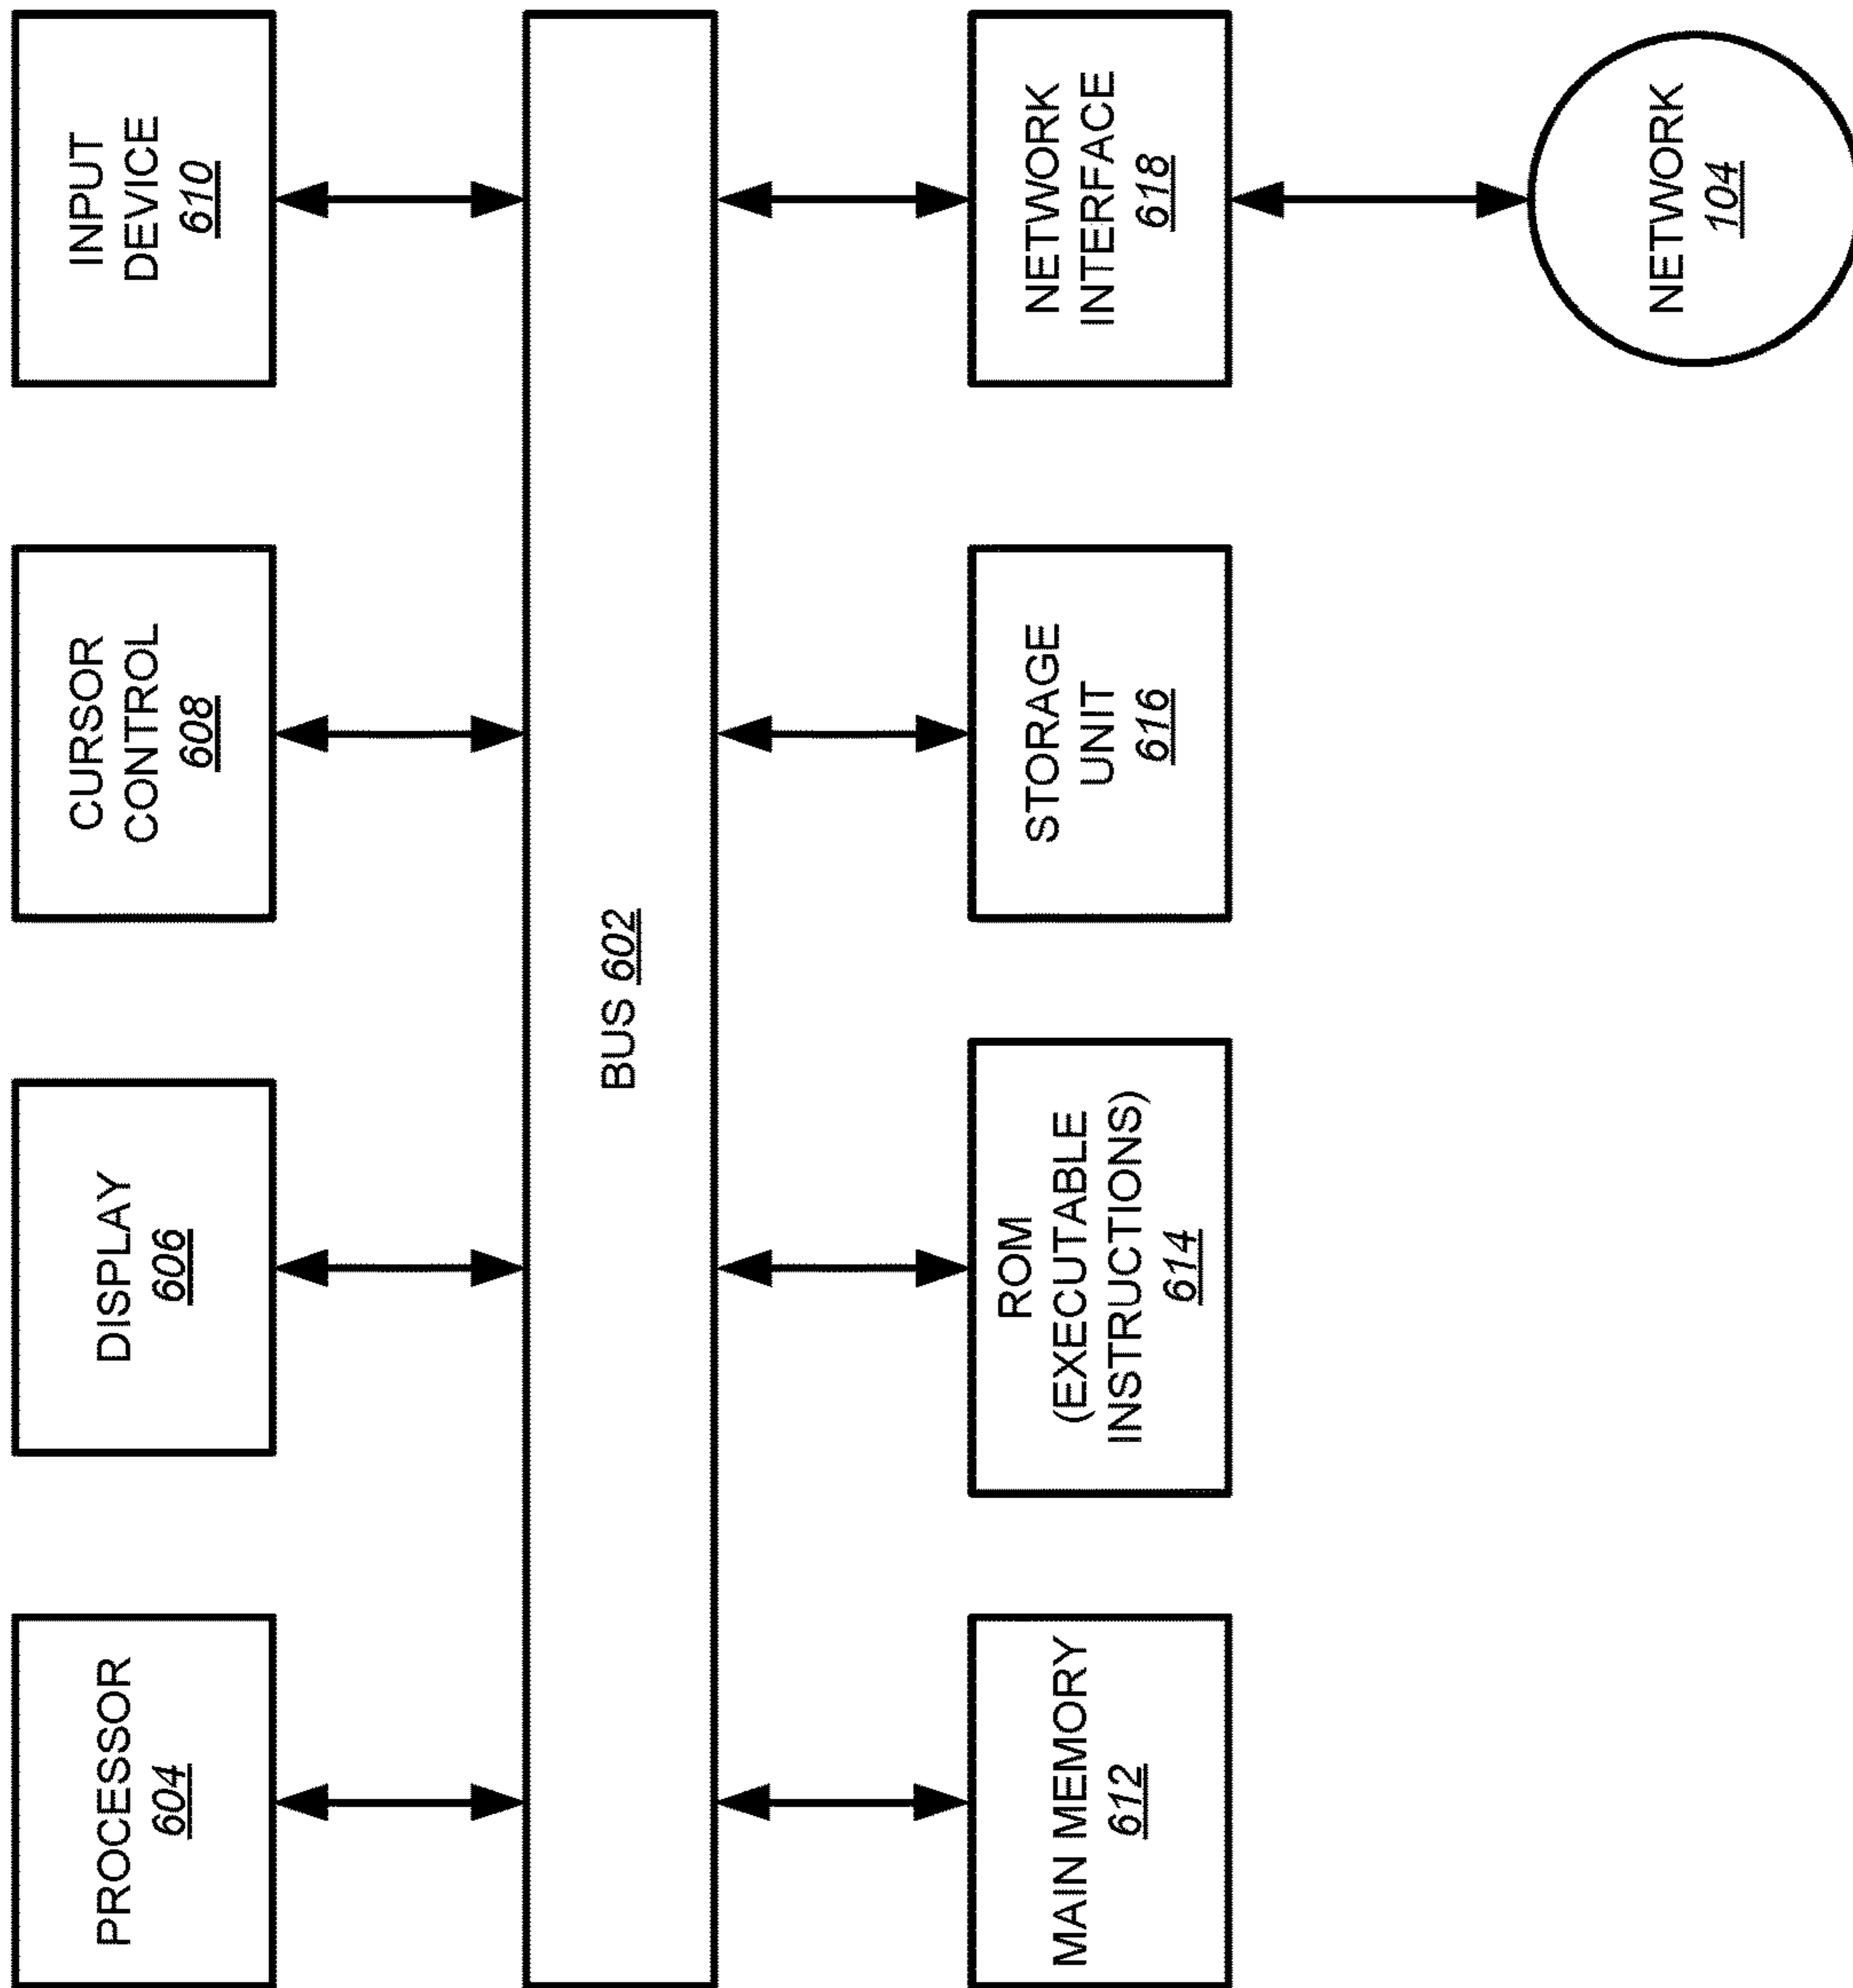 PROCESSOR
604
DISPLAY
606
CURSOR
CONTROL
608
INPUT
DEVICE
610
BUS 602
MAIN MEMORY
612
ROM
(EXECUTABLE
INSTRUCTIONS)
614
STORAGE
UNIT
616
NETWORK
INTERFACE
618
NETWORK
104